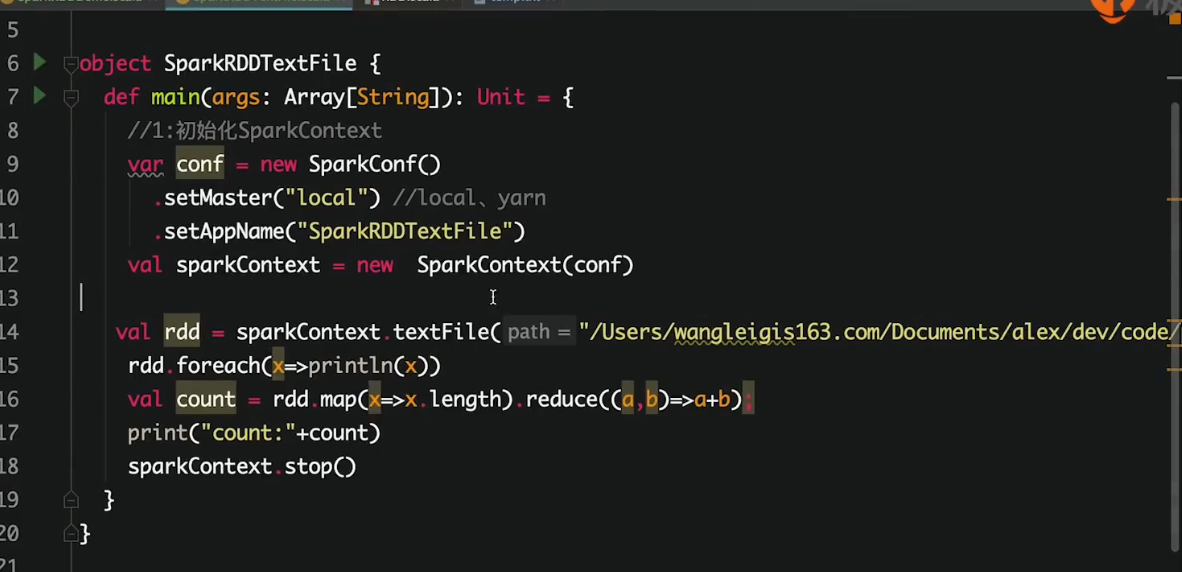 5
6 object SparkRDDTextFile {
7 def main(args: Array[String]): Unit = {
8 //1:初始化SparkContext
9 var conf = new SparkConf()
10 .setMaster("local") //local、yarn
11 .setAppName("SparkRDDTextFile")
12 val sparkContext = new  SparkContext(conf)
13
14 val rdd = sparkContext.textFile( path = "/Users/wangleigis163.com/Documents/alex/dev/code/
15 rdd.foreach(x=>println(x))
16 val count = rdd.map(x=>x.length).reduce((a,b)=>a+b);
17 print("count:"+count)
18 sparkContext.stop()
19 }
20 }
21